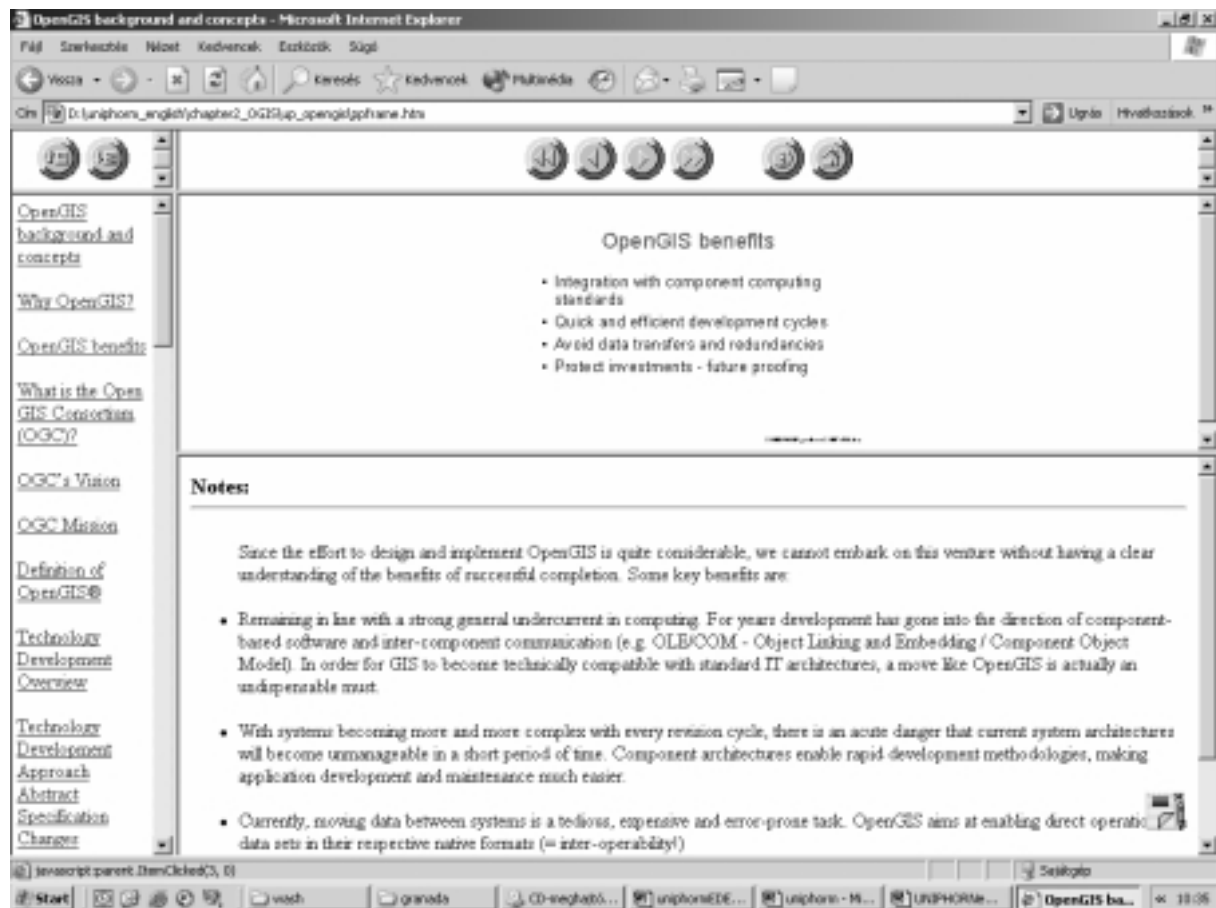 OpenGIS background and concepts - Microsoft Internet Explorer
Fájl Szerkesztés Nézet Kedvencek Eszközök Súgó
Vissza Keresés Kedvencek Multimédia
Cím D:\uniphorm_english\chapter2_OGIS\up_opengis\ppframe.htm Ugrás Hivatkozások »
OpenGIS
background and
concepts
Why OpenGIS?
OpenGIS benefits
What is the Open
GIS Consortium
(OGC)?
OGC's Vision
OGC Mission
Definition of
OpenGIS®
Technology
Development
Overview
Technology
Development
Approach
Abstract
Specification
Changes
OpenGIS benefits
• Integration with component computing
standards
• Quick and efficient development cycles
• Avoid data transfers and redundancies
• Protect investments - future proofing
Notes:
Since the effort to design and implement OpenGIS is quite considerable, we cannot embark on this venture without having a clear
understanding of the benefits of successful completion. Some key benefits are:
• Remaining in line with a strong general undercurrent in computing. For years development has gone into the direction of component-
based software and inter-component communication (e.g. OLE/COM - Object Linking and Embedding / Component Object
Model). In order for GIS to become technically compatible with standard IT architectures, a move like OpenGIS is actually an
undispensable must.
• With systems becoming more and more complex with every revision cycle, there is an acute danger that current system architectures
will become unmanageable in a short period of time. Component architectures enable rapid development methodologies, making
application development and maintenance much easier.
• Currently, moving data between systems is a tedious, expensive and error-prone task. OpenGIS aims at enabling direct operatio
data sets in their respective native formats (= inter-operability!)
javascript:parent.ItemClicked(3, 0) Sajátgép
Start wash granada CD-meghajtó... uniphormEDE... uniphorm - Mi... UNIPHORMe... OpenGIS ba... « 10:35